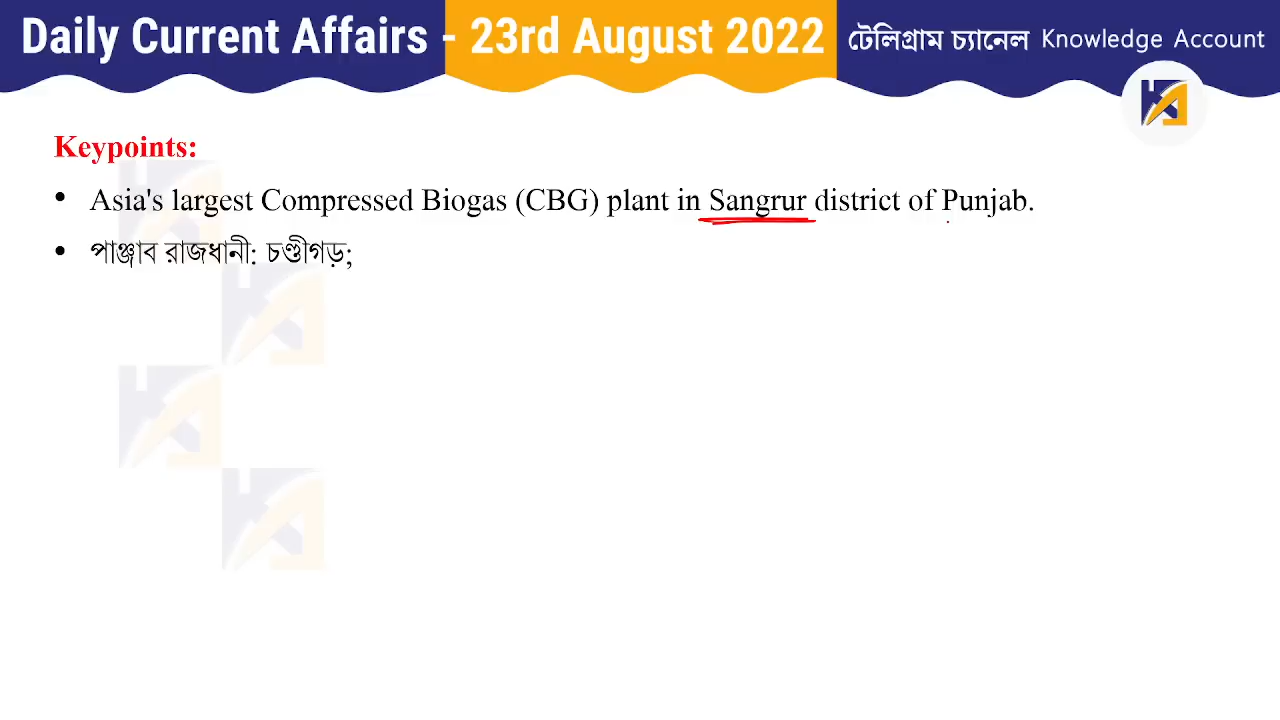 Daily Current Affairs - 23rd August 2022 টেলিগ্রাম চ্যানেল Knowledge Account
Keypoints:
• Asia's largest Compressed Biogas (CBG) plant in Sangrur district of Punjab.
• পাঞ্জাব রাজধানী: চণ্ডীগড়;